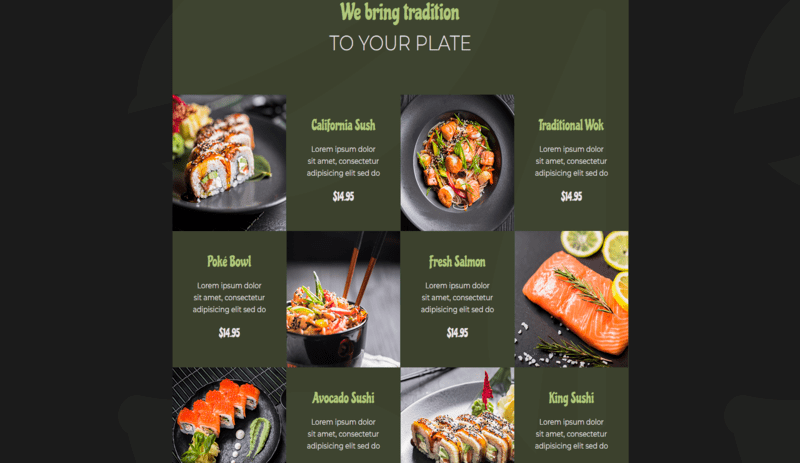 We bring tradition
TO YOUR PLATE
California Sush
Lorem ipsum dolor
sit amet, consectetur
adipisicing elit sed do
$14.95
Traditional Wok
Lorem ipsum dolor
sit amet, consectetur
adipisicing elit sed do
$14.95
Poké Bowl
Lorem ipsum dolor
sit amet, consectetur
adipisicing elit sed do
$14.95
Fresh Salmon
Lorem ipsum dolor
sit amet, consectetur
adipisicing elit sed do
$14.95
Avocado Sushi
Lorem ipsum dolor
sit amet, consectetur
adipisicing elit sed do
King Sushi
Lorem ipsum dolor
sit amet, consectetur
adipisicing elit sed do